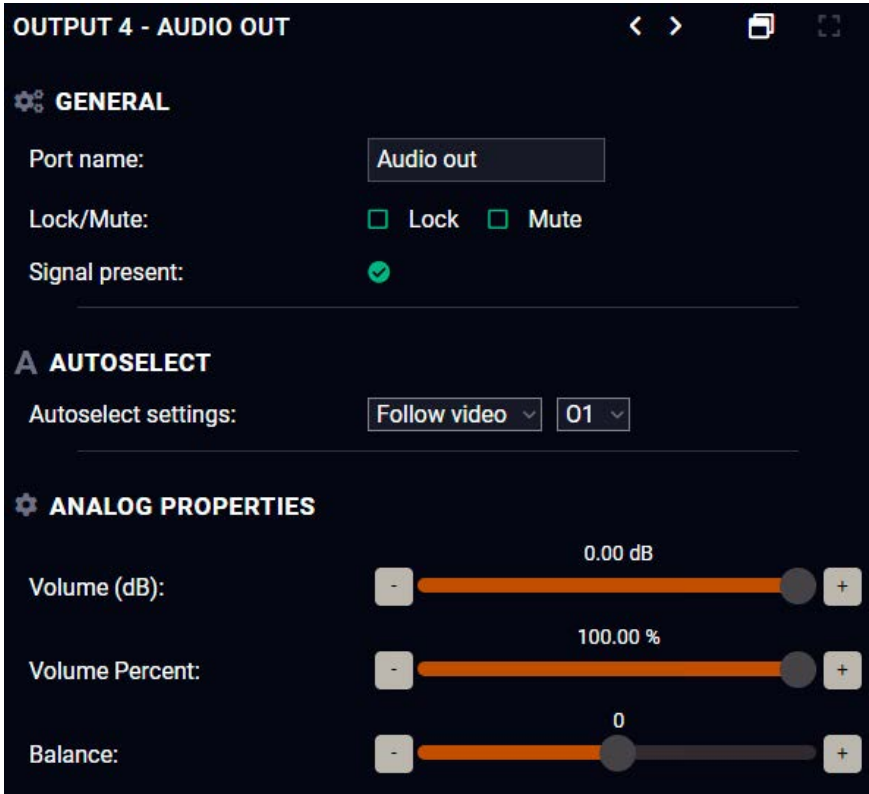 OUTPUT 4 - AUDIO OUT
GENERAL
Port name: Audio out
Lock/Mute: Lock Mute
Signal present:
A AUTOSELECT
Autoselect settings: Follow video O1
ANALOG PROPERTIES
0.00 dB
Volume (dB): - +
100.00 %
Volume Percent: - +
0
Balance: - +